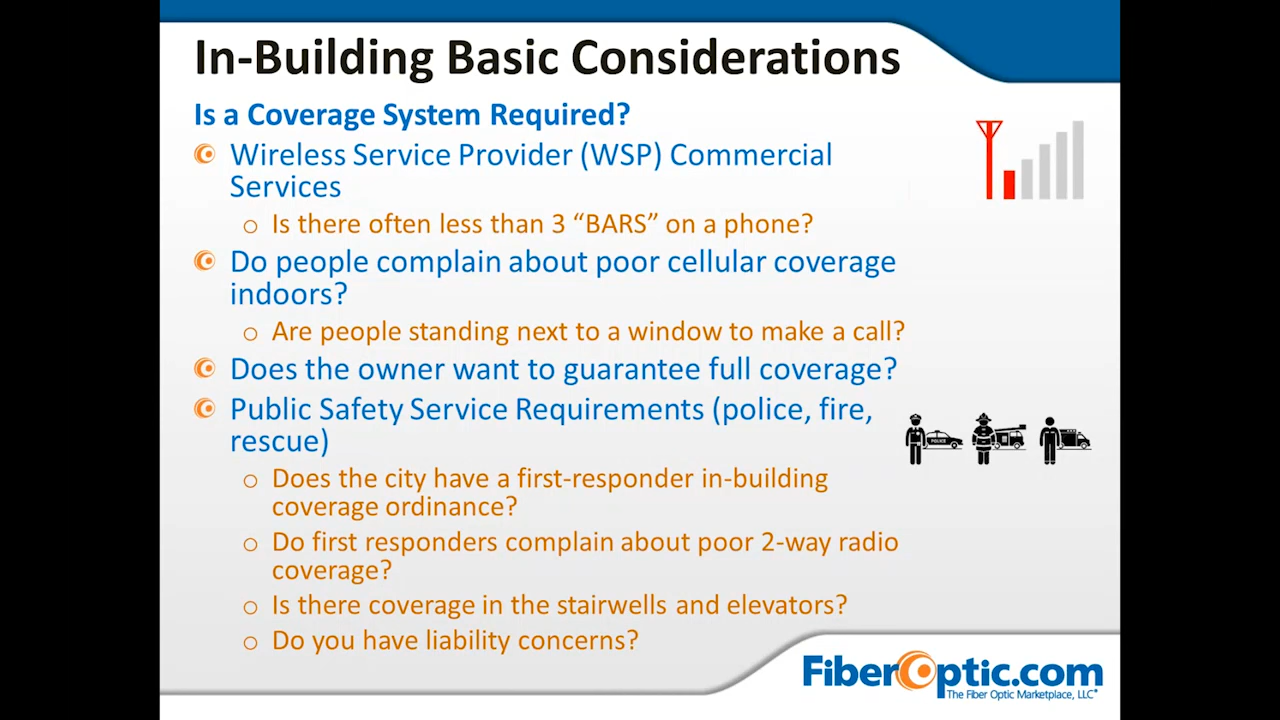 In-Building Basic Considerations
Is a Coverage System Required?
Wireless Service Provider (WSP) Commercial
Services
o Is there often less than 3 “BARS” on a phone?
Do people complain about poor cellular coverage
indoors?
o Are people standing next to a window to make a call?
Does the owner want to guarantee full coverage?
Public Safety Service Requirements (police, fire,
rescue)
o Does the city have a first-responder in-building
coverage ordinance?
o Do first responders complain about poor 2-way radio
coverage?
o Is there coverage in the stairwells and elevators?
o Do you have liability concerns?
POLICE
FiberOptic.com
The Fiber Optic Marketplace, LLC®